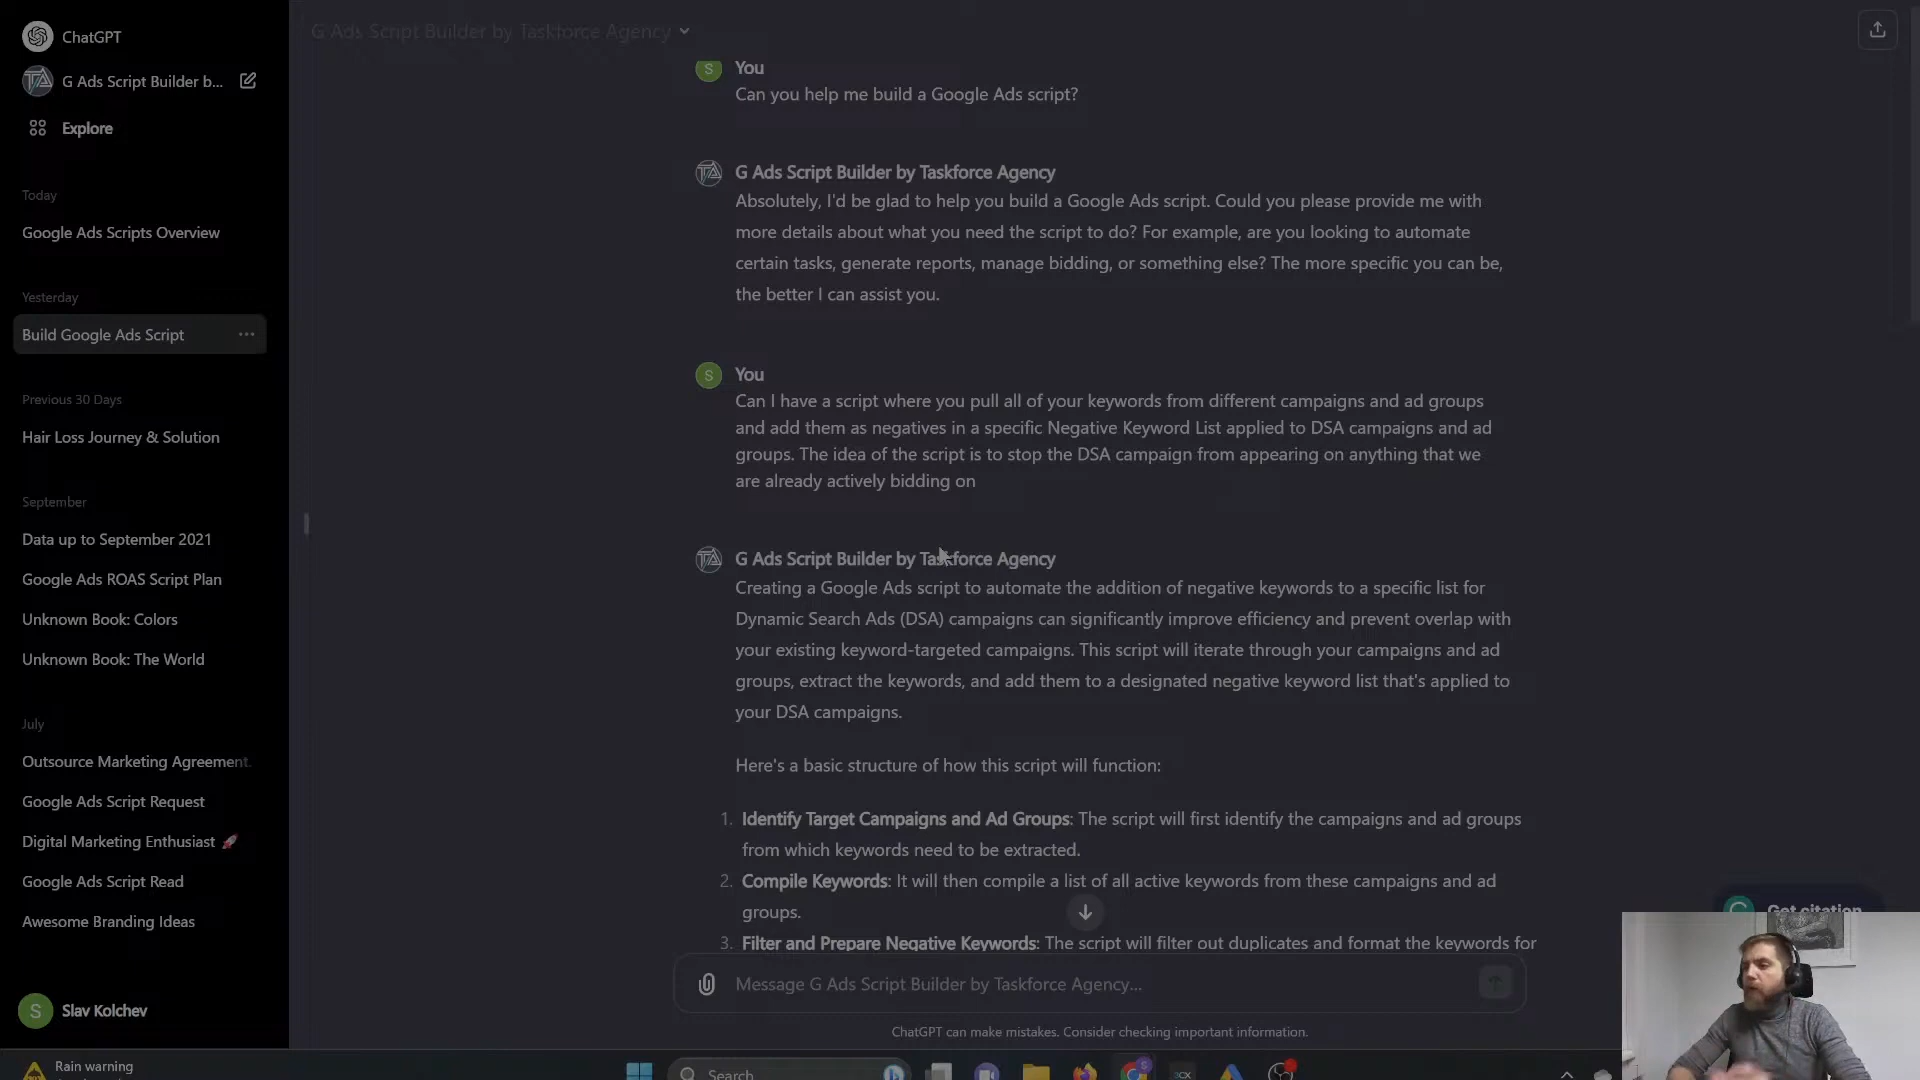 ChatGPT
G Ads Script Builder b...
Explore
Today
Google Ads Scripts Overview
Yesterday
Build Google Ads Script
Previous 30 Days
Hair Loss Journey & Solution
September
Data up to September 2021
Google Ads ROAS Script Plan
Unknown Book: Colors
Unknown Book: The World
July
Outsource Marketing Agreement.
Google Ads Script Request
Digital Marketing Enthusiast 🚀
Google Ads Script Read
Awesome Branding Ideas
S
Slav Kolchev
G Ads Script Builder by Taskforce Agency
S
You
Can you help me build a Google Ads script?
G Ads Script Builder by Taskforce Agency
Absolutely, I'd be glad to help you build a Google Ads script. Could you please provide me with
more details about what you need the script to do? For example, are you looking to automate
certain tasks, generate reports, manage bidding, or something else? The more specific you can be,
the better I can assist you.
S
You
Can I have a script where you pull all of your keywords from different campaigns and ad groups
and add them as negatives in a specific Negative Keyword List applied to DSA campaigns and ad
groups. The idea of the script is to stop the DSA campaign from appearing on anything that we
are already actively bidding on
G Ads Script Builder by Taskforce Agency
Creating a Google Ads script to automate the addition of negative keywords to a specific list for
Dynamic Search Ads (DSA) campaigns can significantly improve efficiency and prevent overlap with
your existing keyword-targeted campaigns. This script will iterate through your campaigns and ad
groups, extract the keywords, and add them to a designated negative keyword list that's applied to
your DSA campaigns.
Here's a basic structure of how this script will function:
1. Identify Target Campaigns and Ad Groups: The script will first identify the campaigns and ad groups
from which keywords need to be extracted.
2. Compile Keywords: It will then compile a list of all active keywords from these campaigns and ad
groups.
3. Filter and Prepare Negative Keywords: The script will filter out duplicates and format the keywords for
Get citation
Message G Ads Script Builder by Taskforce Agency...
ChatGPT can make mistakes. Consider checking important information.
Rain warning
Search
3CX